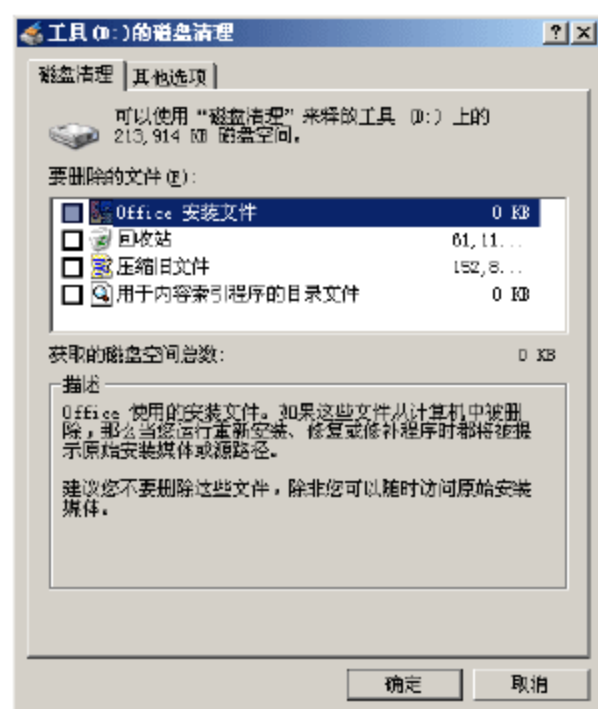 工具(D:)的磁盘清理
磁盘清理 其他选项
可以使用“磁盘清理”来释放工具 (D:) 上的
213,914 KB 磁盘空间。
要删除的文件(F):
Office 安装文件 0 KB
回收站 61,11...
压缩旧文件 152,8...
用于内容索引程序的目录文件 0 KB
获取的磁盘空间总数: 0 KB
描述
Office 使用的安装文件。如果这些文件从计算机中被删
除，那么当您运行重新安装、修复或修补程序时都将被提
示原始安装媒体或源路径。
建议您不要删除这些文件，除非您可以随时访问原始安装
媒体。
确定 取消